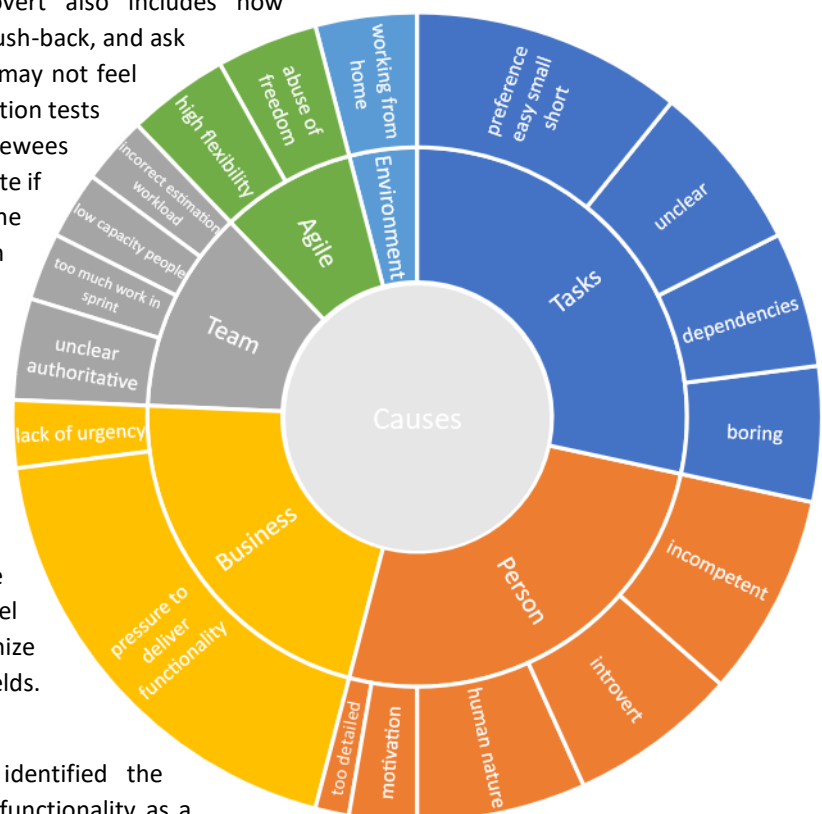 overt also includes how
ush-back, and ask
may not feel
tion tests
ewees
te if
ne
n
e
el
nize
elds.
identified the
functionality as a
Causes
Tasks
preference
easy small
short
unclear
dependencies
boring
Person
incompetent
introvert
human nature
motivation
too detailed
Business
pressure to
deliver
functionality
lack of urgency
Team
unclear
authoritative
too much work in
sprint
low capacity people
incorrect estimation
workload
Agile
high flexibility
abuse of
freedom
Environment
working from
home